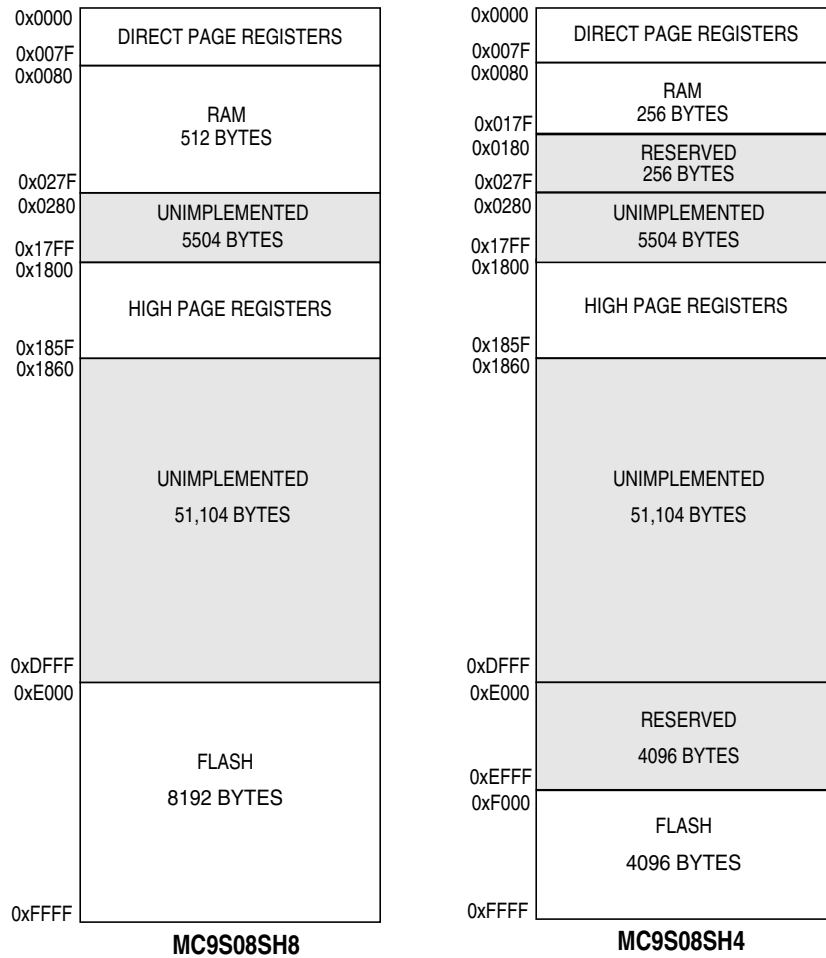 0x0000
DIRECT PAGE REGISTERS
0x007F
0x0080
RAM
512 BYTES
0x027F
0x0280
UNIMPLEMENTED
5504 BYTES
0x17FF
0x1800
HIGH PAGE REGISTERS
0x185F
0x1860
UNIMPLEMENTED
51,104 BYTES
0xDFFF
0xE000
FLASH
8192 BYTES
0xFFFF
MC9S08SH8
0x0000
DIRECT PAGE REGISTERS
0x007F
0x0080
RAM
256 BYTES
0x017F
0x0180
RESERVED
256 BYTES
0x027F
0x0280
UNIMPLEMENTED
5504 BYTES
0x17FF
0x1800
HIGH PAGE REGISTERS
0x185F
0x1860
UNIMPLEMENTED
51,104 BYTES
0xDFFF
0xE000
RESERVED
4096 BYTES
0xEFFF
0xF000
FLASH
4096 BYTES
0xFFFF
MC9S08SH4